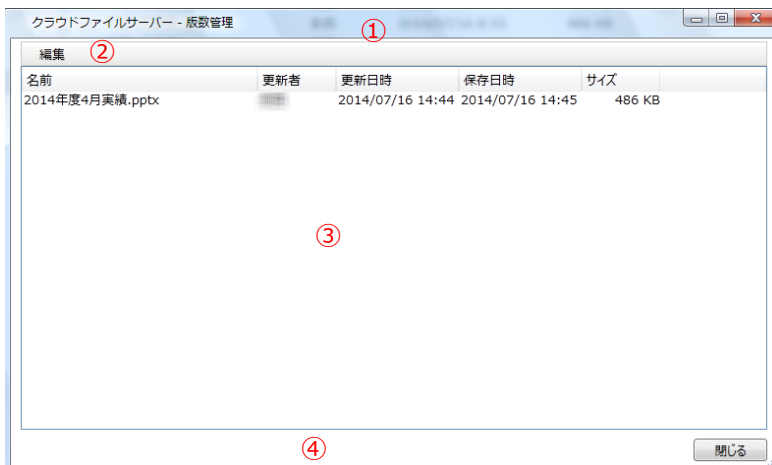 クラウドファイルサーバー - 版数管理
①
編集 ②
名前 更新者 更新日時 保存日時 サイズ
2014年度4月実績.pptx 2014/07/16 14:44 2014/07/16 14:45 486 KB
③
④
閉じる